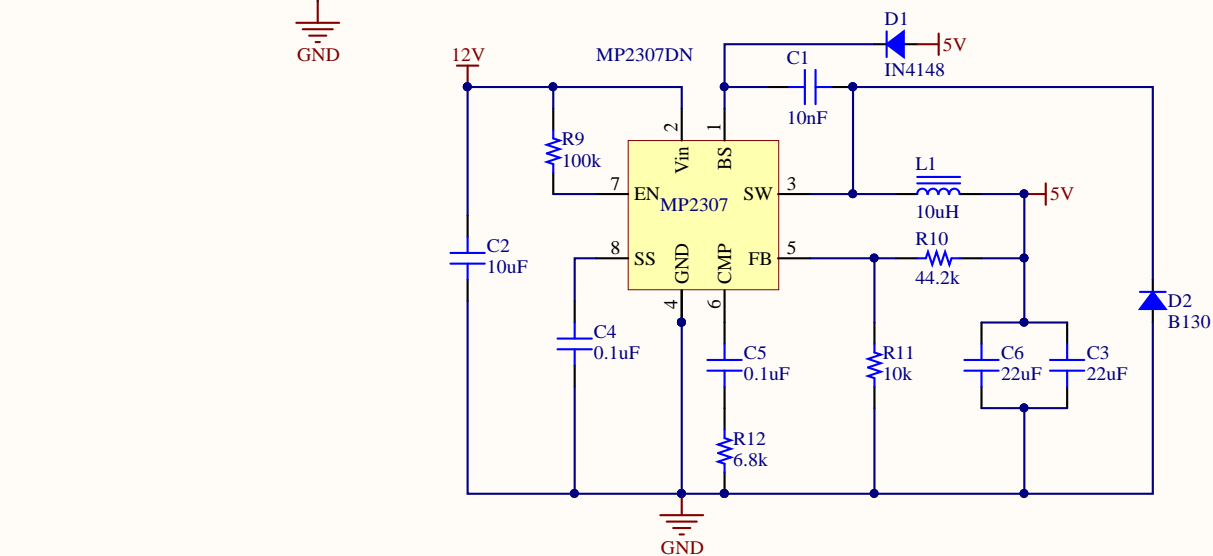 GND
12V
MP2307DN
D1
5V
IN4148
C1
10nF
R9
100k
2
Vin
1
BS
7
EN
MP2307
SW
3
L1
10uH
5V
8
SS
GND
4
CMP
6
FB
5
R10
44.2k
C2
10uF
C4
0.1uF
C5
0.1uF
R12
6.8k
R11
10k
C6
22uF
C3
22uF
D2
B130
GND